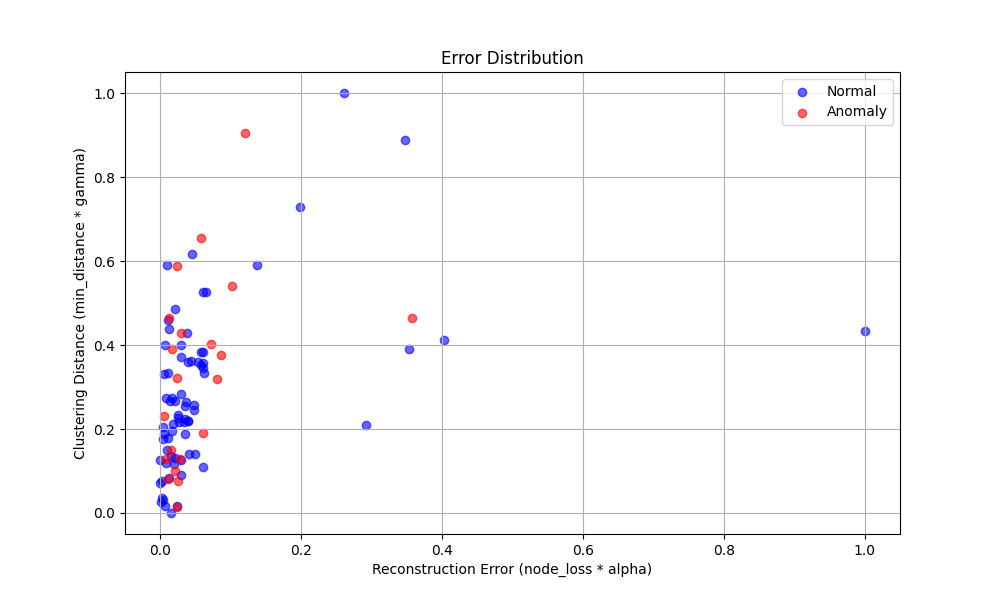 Error Distribution
Normal
Anomaly
Clustering Distance (min_distance * gamma)
1.0
0.8
0.6
0.4
0.2
0.0
0.0 0.2 0.4 0.6 0.8 1.0
Reconstruction Error (node_loss * alpha)